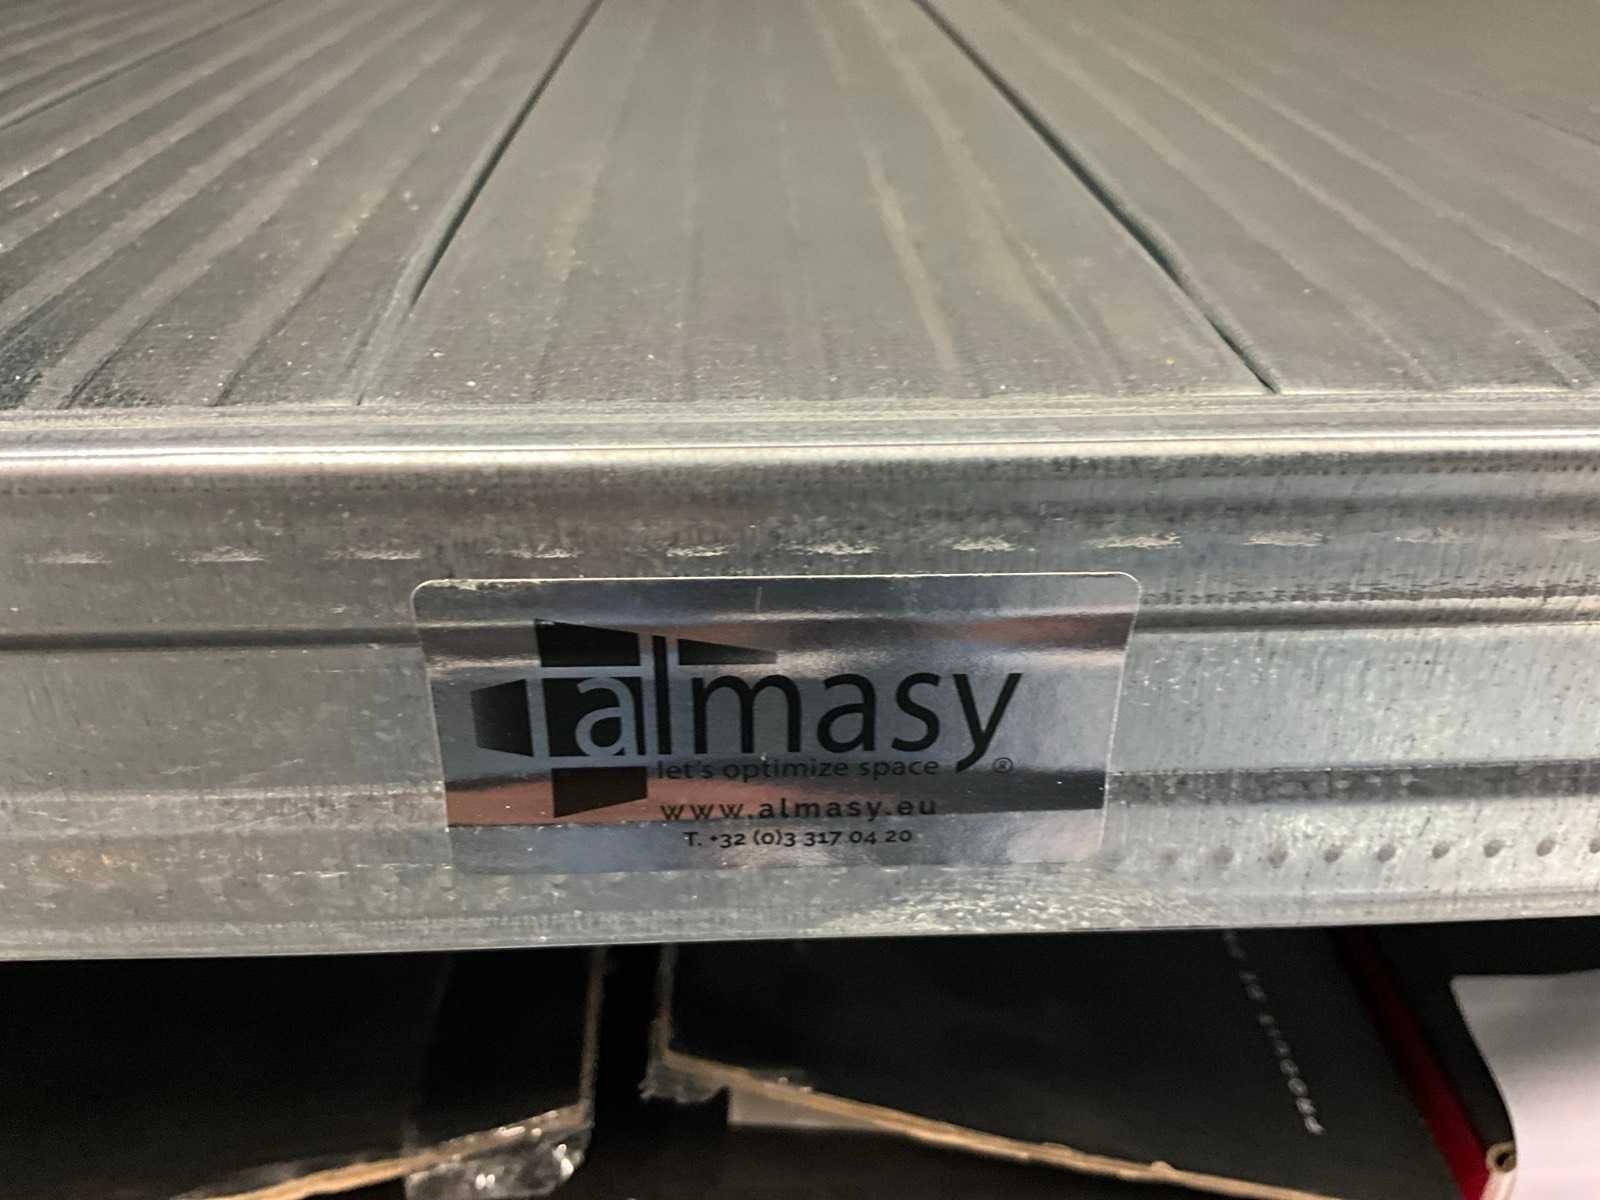 almasy
let's optimize space ®
www.almasy.eu
T. +32 (0)3 317 04 20